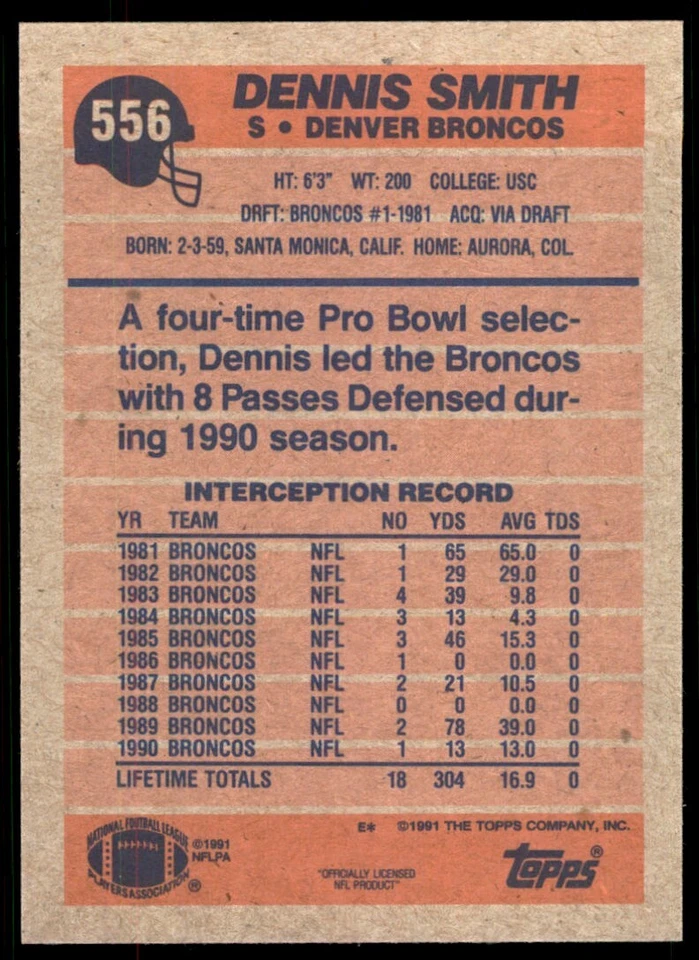 556
DENNIS SMITH
S • DENVER BRONCOS
HT: 6'3" WT: 200 COLLEGE: USC
DRFT: BRONCOS #1-1981 ACQ: VIA DRAFT
BORN: 2-3-59, SANTA MONICA, CALIF. HOME: AURORA, COL.
A four-time Pro Bowl selec-
tion, Dennis led the Broncos
with 8 Passes Defensed dur-
ing 1990 season.
INTERCEPTION RECORD
YR TEAM NO YDS AVG TDS
1981 BRONCOS NFL 1 65 65.0 0
1982 BRONCOS NFL 1 29 29.0 0
1983 BRONCOS NFL 4 39 9.8 0
1984 BRONCOS NFL 3 13 4.3 0
1985 BRONCOS NFL 3 46 15.3 0
1986 BRONCOS NFL 1 0 0.0 0
1987 BRONCOS NFL 2 21 10.5 0
1988 BRONCOS NFL 0 0 0.0 0
1989 BRONCOS NFL 2 78 39.0 0
1990 BRONCOS NFL 1 13 13.0 0
LIFETIME TOTALS 18 304 16.9 0
NATIONAL FOOTBALL LEAGUE
PLAYERS ASSOCIATION ®
©1991
NFLPA
E* ©1991 THE TOPPS COMPANY, INC.
"OFFICIALLY LICENSED
NFL PRODUCT"
topps ®